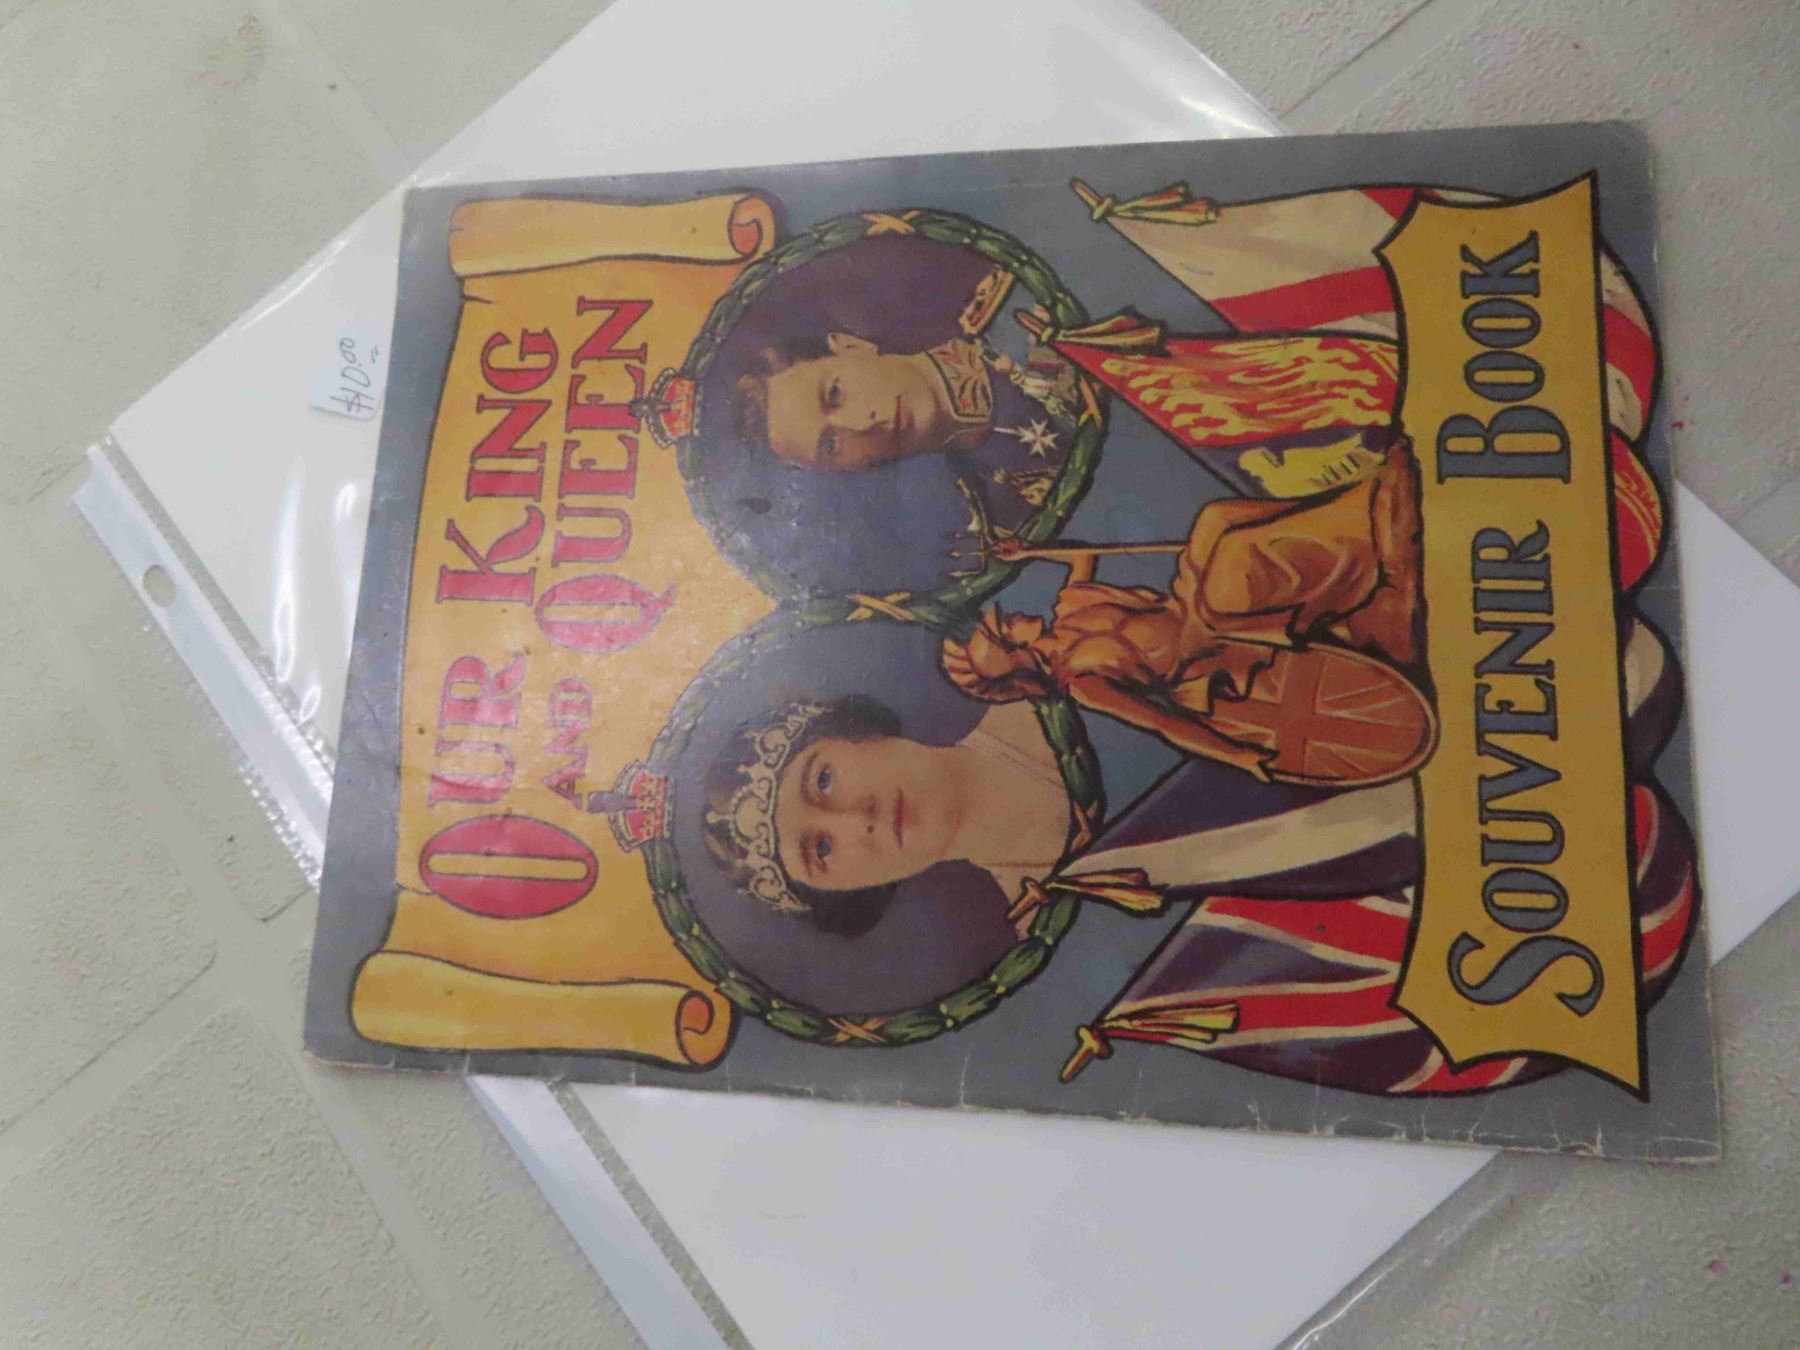 OUR KING
AND QUEEN
SOUVENIR BOOK
$10.00